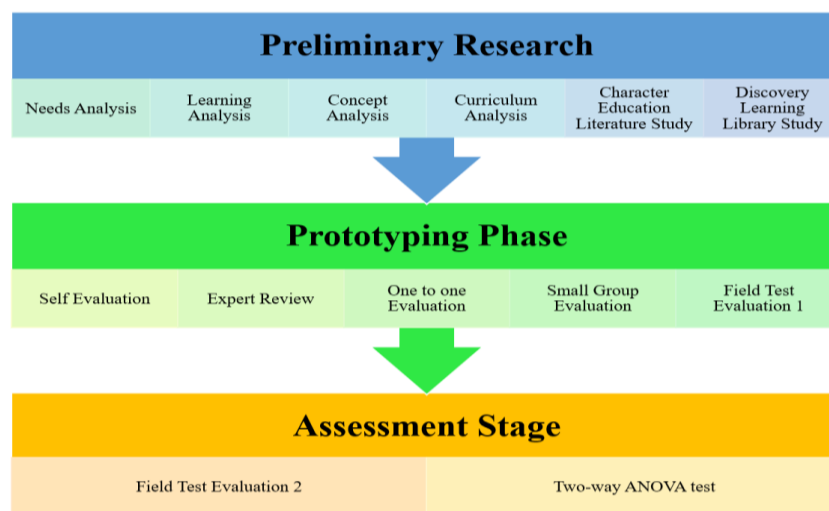 Preliminary Research
Needs Analysis
Learning
Analysis
Concept
Analysis
Curriculum
Analysis
Character
Education
Literature Study
Discovery
Learning
Library Study
Prototyping Phase
Self Evaluation
Expert Review
One to one
Evaluation
Small Group
Evaluation
Field Test
Evaluation 1
Assessment Stage
Field Test Evaluation 2
Two-way ANOVA test